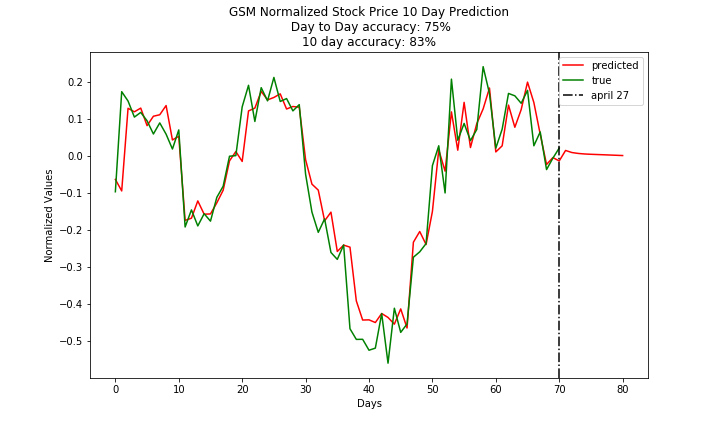 GSM Normalized Stock Price 10 Day Prediction
Day to Day accuracy: 75%
10 day accuracy: 83%
predicted
true
april 27
Normalized Values
0.2
0.1
0.0
−0.1
−0.2
−0.3
−0.4
−0.5
0 10 20 30 40 50 60 70 80
Days